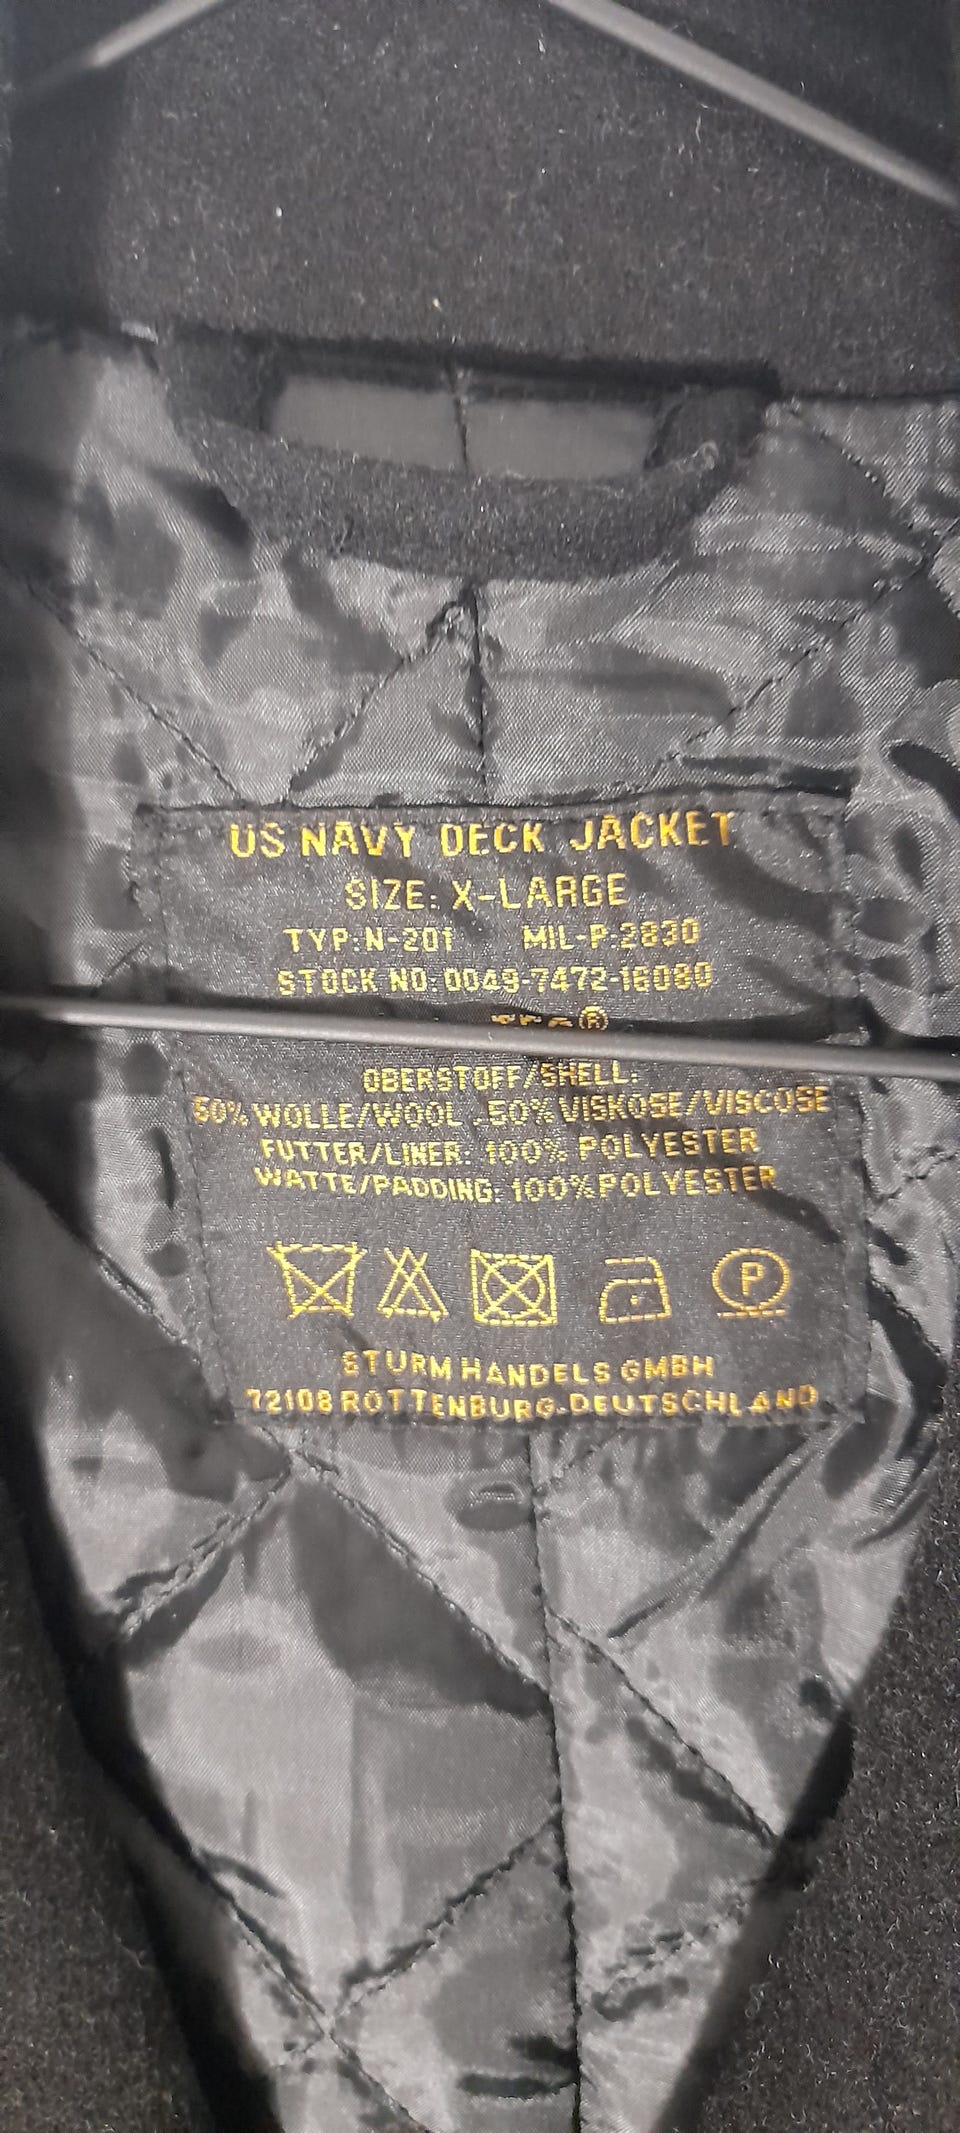 US NAVY DECK JACKET
SIZE: X-LARGE
TYP: N-201 MIL-P-2830
STOCK NO. 0049-7472-16080
®
OBERSTOFF/SHELL:
50% WOLLE/WOOL . 50% VISKOSE/VISCOSE
FUTTER/LINER: 100% POLYESTER
WATTE/PADDING: 100% POLYESTER
P
STURM HANDELS GMBH
72108 ROTTENBURG-DEUTSCHLAND